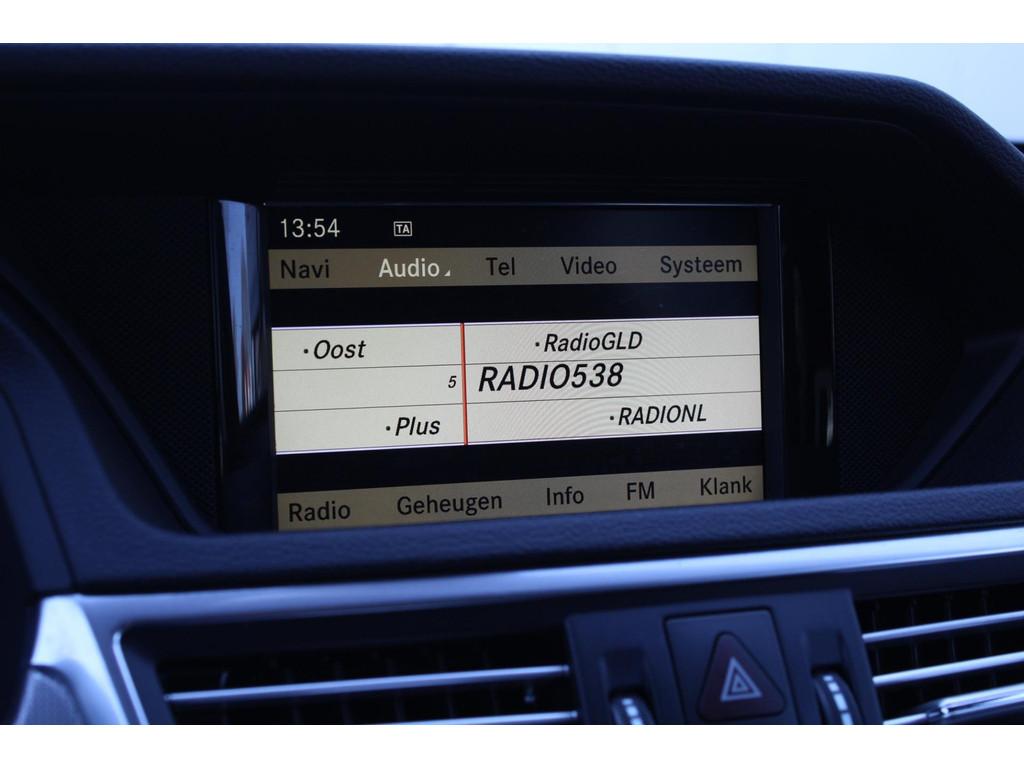 13:54 TA
Navi Audio Tel Video Systeem
·Oost ·RadioGLD
5 RADIO538
·Plus ·RADIONL
Radio Geheugen Info FM Klank